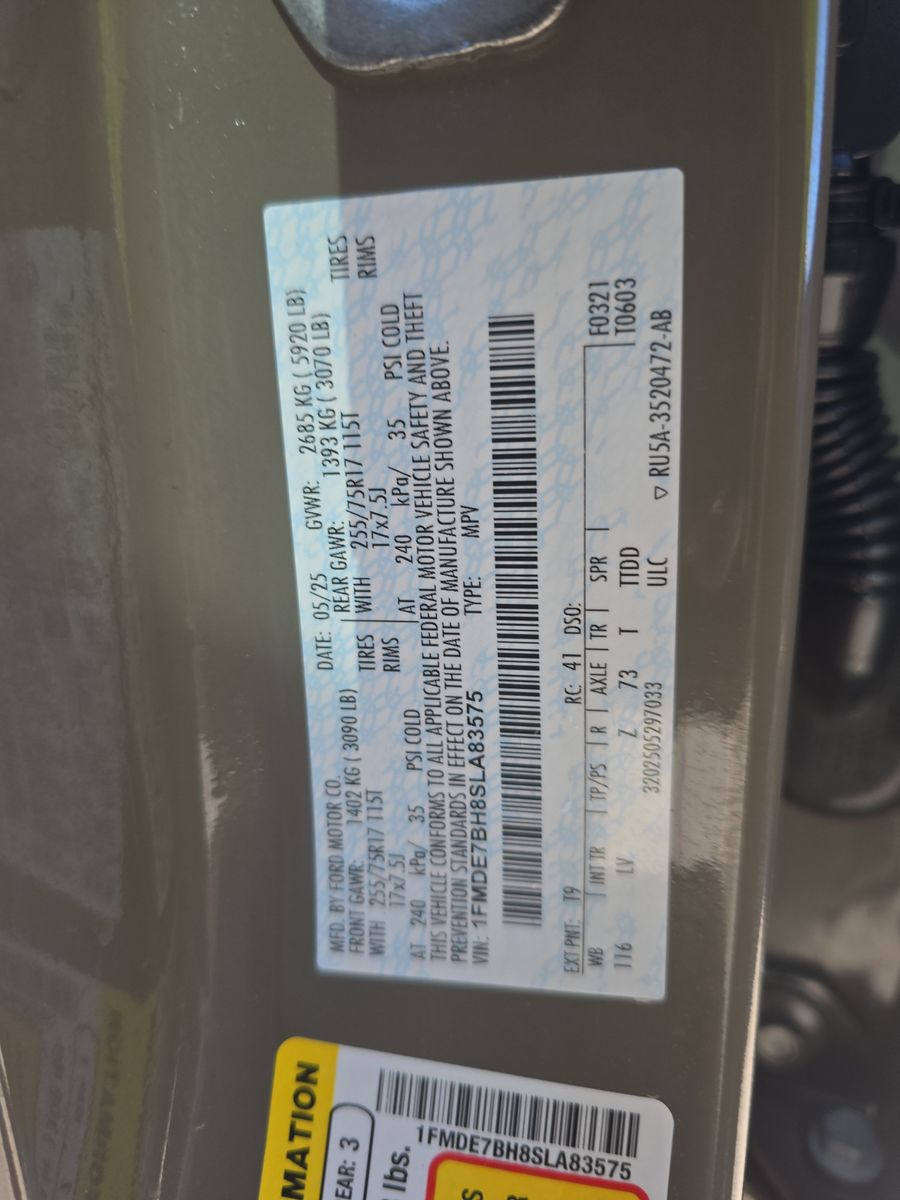 MFD. BY FORD MOTOR CO.
DATE: 05/25 GVWR: 2685 KG ( 5920 LB)
FRONT GAWR: 1402 KG ( 3090 LB) REAR GAWR: 1393 KG ( 3070 LB)
WITH 255/75R17 115T TIRES WITH 255/75R17 115T TIRES
17x7.5J RIMS 17x7.5J RIMS
AT 240 kPa/ 35 PSI COLD AT 240 kPa/ 35 PSI COLD
THIS VEHICLE CONFORMS TO ALL APPLICABLE FEDERAL MOTOR VEHICLE SAFETY AND THEFT
PREVENTION STANDARDS IN EFFECT ON THE DATE OF MANUFACTURE SHOWN ABOVE.
VIN: 1FMDE7BH8SLA83575 TYPE: MPV
EXT PNT: T9 RC: 41 DSO:
WB INT TR TP/PS R AXLE TR SPR F0321
116 LV Z 73 T TTDD T0603
3202505297033 ULC
▽ RU5A-3520472-AB
MATION
EAR: 3
lbs.
1FMDE7BH8SLA83575